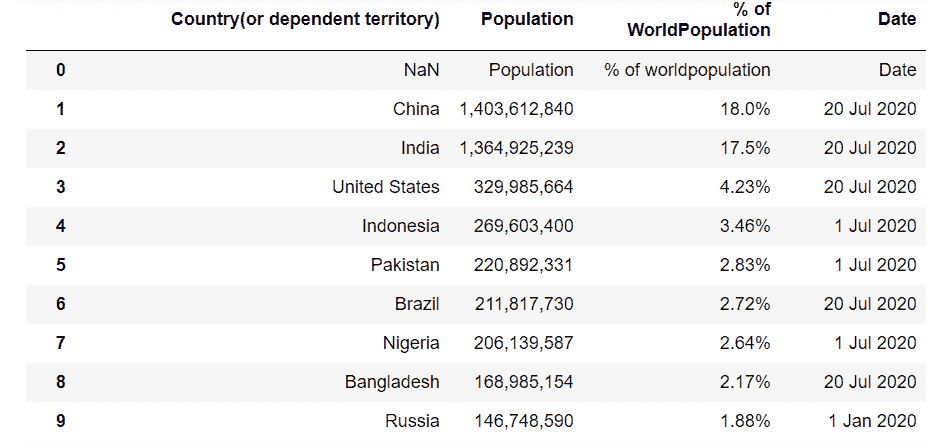 Country(or dependent territory) Population % of WorldPopulation Date
0 NaN Population % of worldpopulation Date
1 China 1,403,612,840 18.0% 20 Jul 2020
2 India 1,364,925,239 17.5% 20 Jul 2020
3 United States 329,985,664 4.23% 20 Jul 2020
4 Indonesia 269,603,400 3.46% 1 Jul 2020
5 Pakistan 220,892,331 2.83% 1 Jul 2020
6 Brazil 211,817,730 2.72% 20 Jul 2020
7 Nigeria 206,139,587 2.64% 1 Jul 2020
8 Bangladesh 168,985,154 2.17% 20 Jul 2020
9 Russia 146,748,590 1.88% 1 Jan 2020